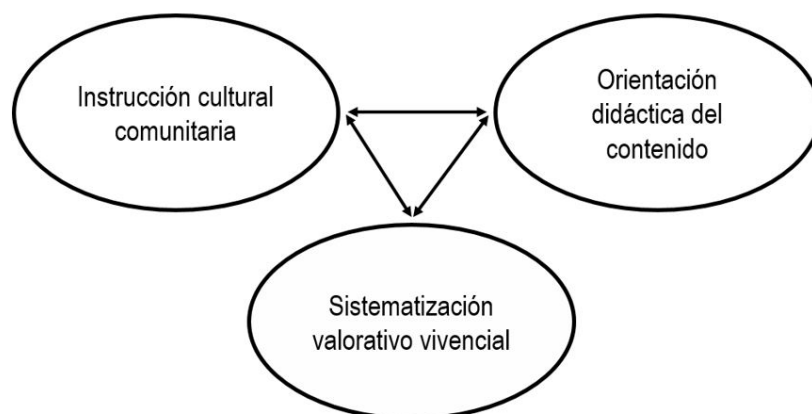 Instrucción cultural
comunitaria
Orientación
didáctica del
contenido
Sistematización
valorativo vivencial